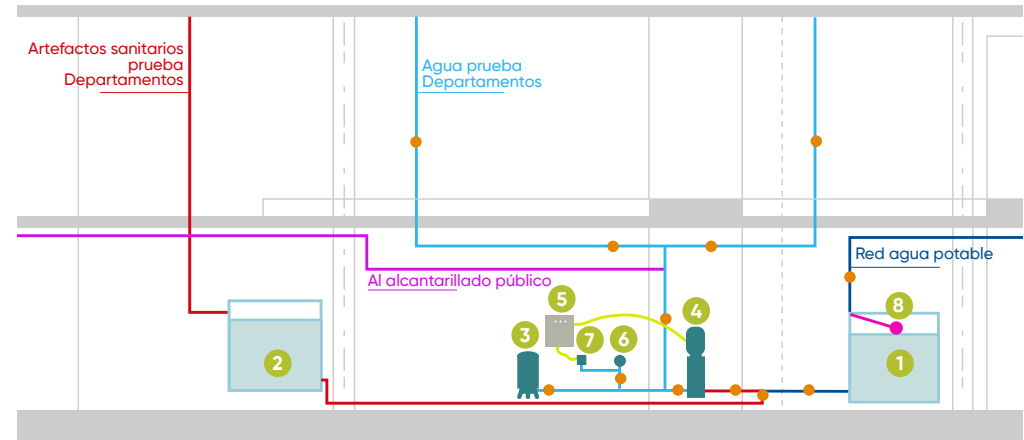 Artefactos sanitarios
prueba
Departamentos
Agua prueba
Departamentos
Red agua potable
Al alcantarillado público
5
8
4
3
7
6
2
1